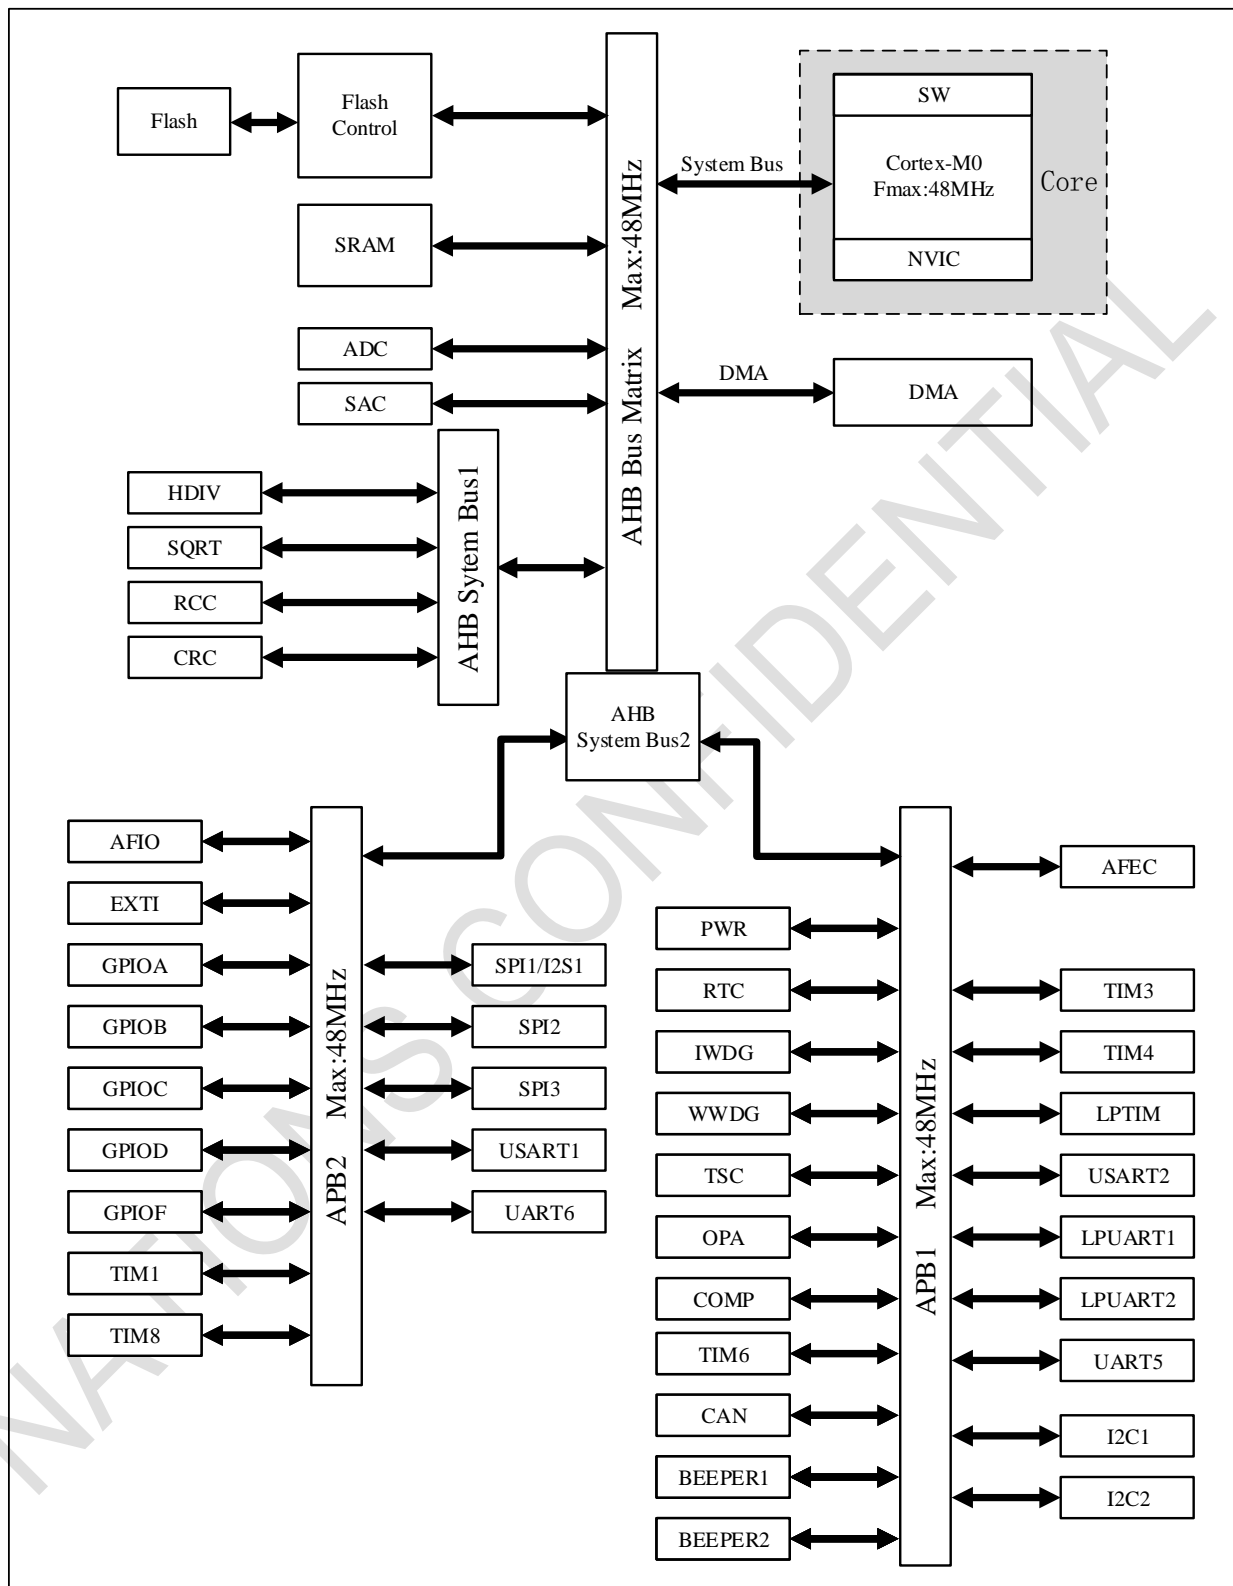 Flash
Flash
Control
SRAM
ADC
SAC
AHB Bus Matrix Max:48MHz
System Bus
SW
Cortex-M0
Fmax:48MHz
NVIC
Core
DMA
DMA
HDIV
SQRT
RCC
CRC
AHB Sytem Bus1
AHB
System Bus2
AFIO
EXTI
GPIOA
GPIOB
GPIOC
GPIOD
GPIOF
TIM1
TIM8
APB2 Max:48MHz
SPI1/I2S1
SPI2
SPI3
USART1
UART6
PWR
RTC
IWDG
WWDG
TSC
OPA
COMP
TIM6
CAN
BEEPER1
BEEPER2
APB1 Max:48MHz
AFEC
TIM3
TIM4
LPTIM
USART2
LPUART1
LPUART2
UART5
I2C1
I2C2
NATIONS CONFIDENTIAL